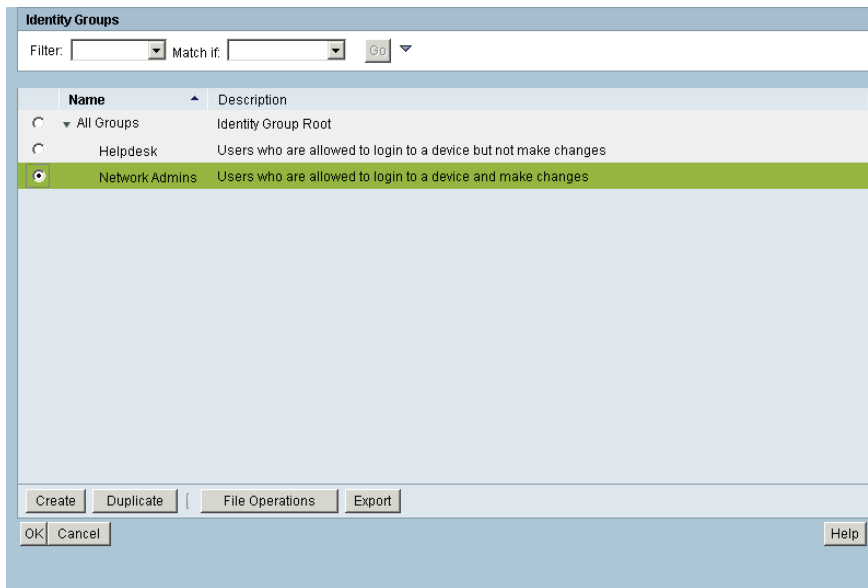 Identity Groups
Filter: Match if: Go
Name Description
All Groups Identity Group Root
Helpdesk Users who are allowed to login to a device but not make changes
Network Admins Users who are allowed to login to a device and make changes
Create Duplicate File Operations Export
OK Cancel Help